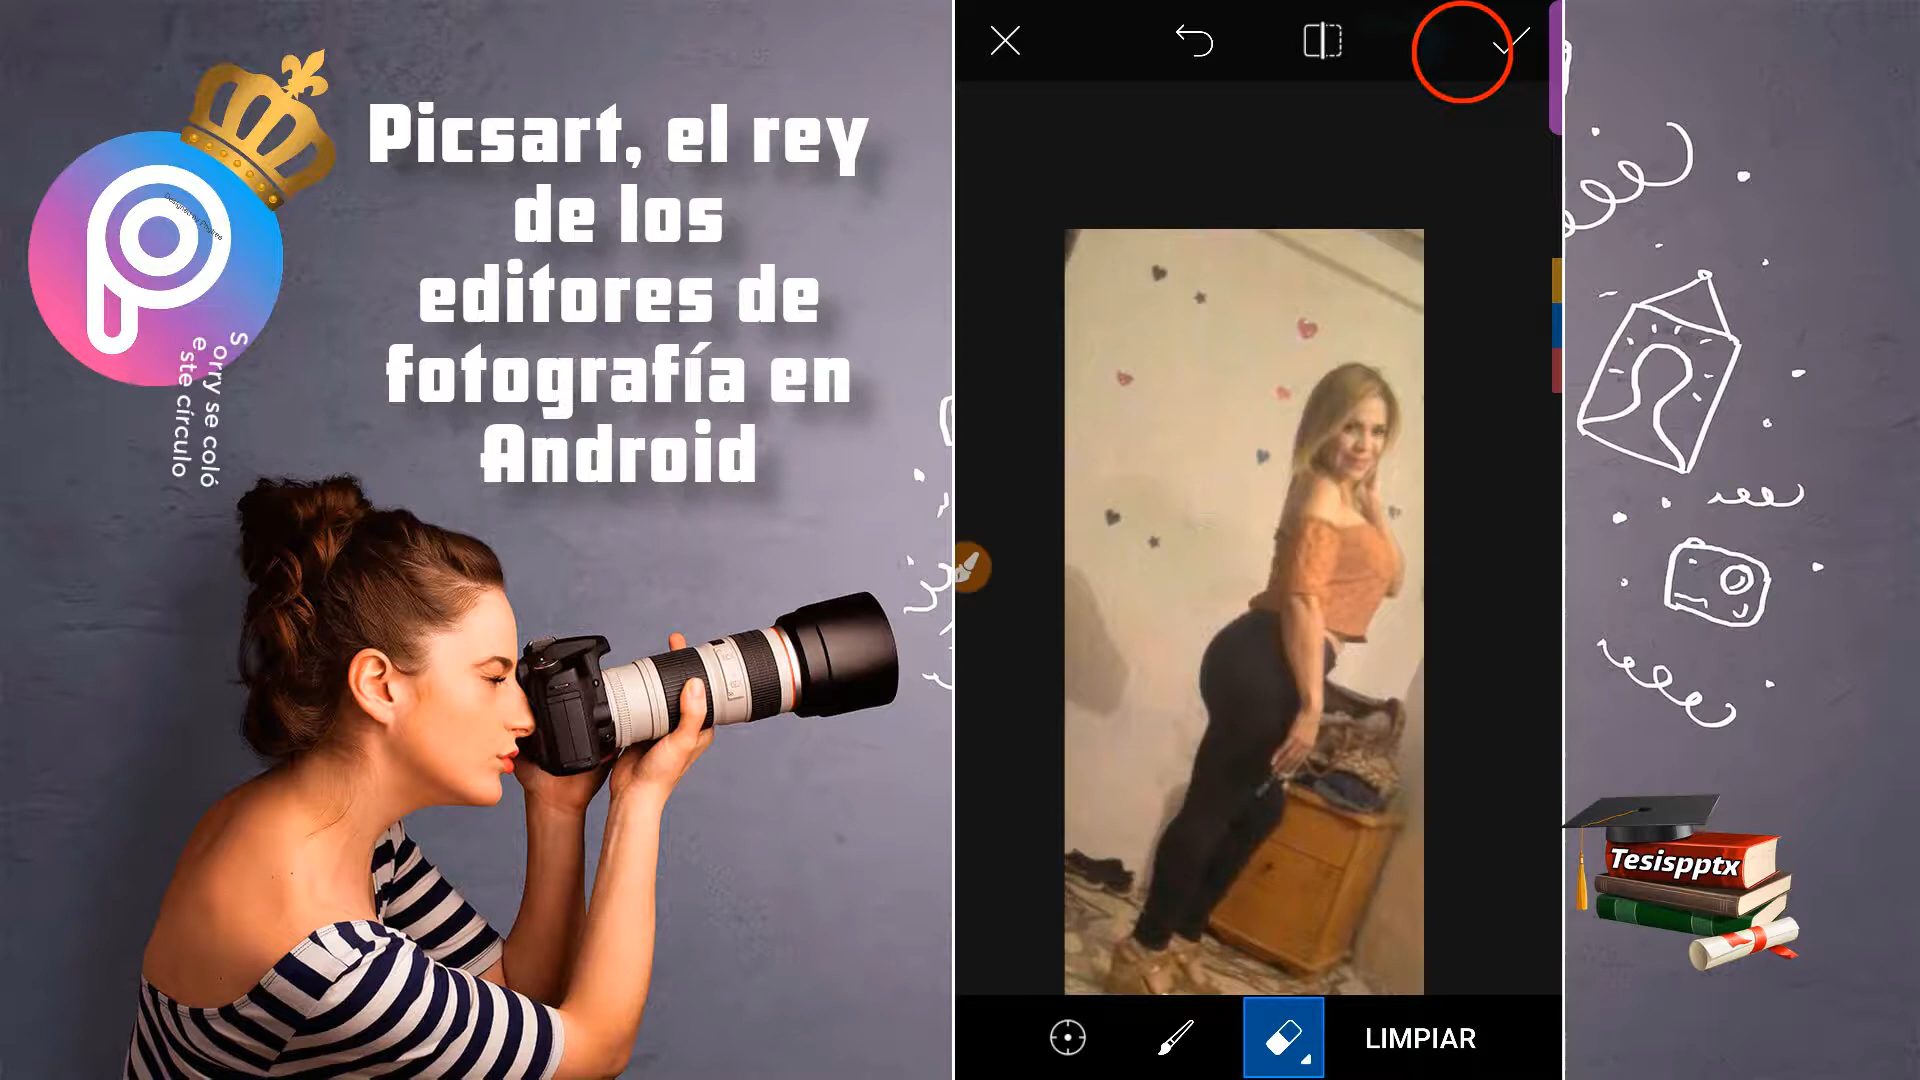 Picsart, el rey
de los
editores de
fotografía en
Android
Sorry se coló
este círculo
LIMPIAR
Tesispptx